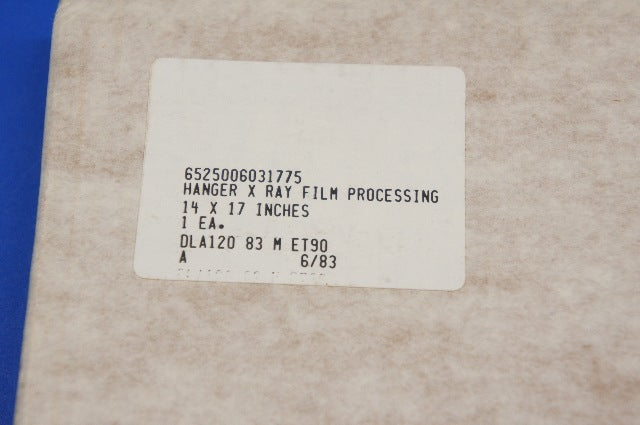 6525006031775
HANGER X RAY FILM PROCESSING
14 X 17 INCHES
1 EA.
DLA120 83 M ET90
A 6/83